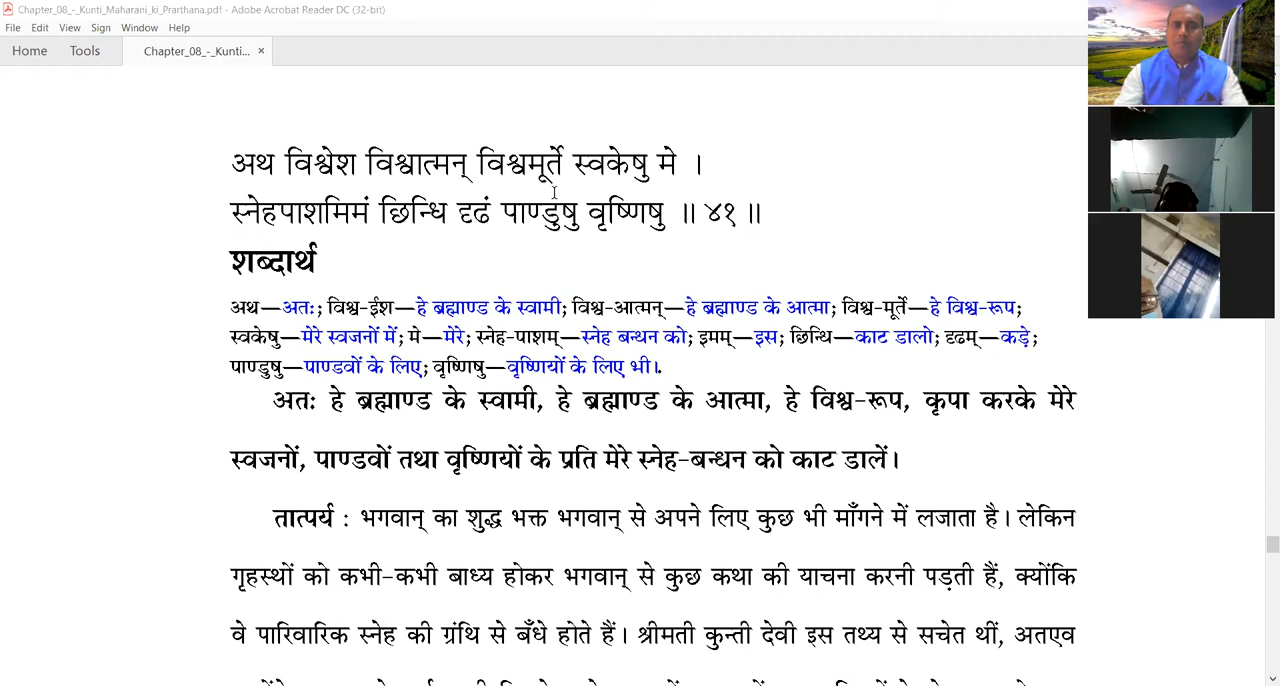 Chapter_08_-_Kunti_Maharani_ki_Prarthana.pdf - Adobe Acrobat Reader DC (32-bit)
File Edit View Sign Window Help
Home Tools Chapter_08_-_Kunti... ×
अथ विश्वेश विश्वात्मन् विश्वमूर्ते स्वकेषु मे ।
स्नेहपाशमिमं छिन्धि दृढं पाण्डुषु वृष्णिषु ॥ ४१ ॥
शब्दार्थ
अथ—अतः; विश्व-ईश—हे ब्रह्माण्ड के स्वामी; विश्व-आत्मन्—हे ब्रह्माण्ड के आत्मा; विश्व-मूर्ते—हे विश्व-रूप;
स्वकेषु—मेरे स्वजनों में; मे—मेरे; स्नेह-पाशम्—स्नेह बन्धन को; इमम्—इस; छिन्धि—काट डालो; दृढम्—कड़े;
पाण्डुषु—पाण्डवों के लिए; वृष्णिषु—वृष्णियों के लिए भी।.
अतः हे ब्रह्माण्ड के स्वामी, हे ब्रह्माण्ड के आत्मा, हे विश्व-रूप, कृपा करके मेरे
स्वजनों, पाण्डवों तथा वृष्णियों के प्रति मेरे स्नेह-बन्धन को काट डालें।
तात्पर्य : भगवान् का शुद्ध भक्त भगवान् से अपने लिए कुछ भी माँगने में लजाता है। लेकिन
गृहस्थों को कभी-कभी बाध्य होकर भगवान् से कुछ कथा की याचना करनी पड़ती हैं, क्योंकि
वे पारिवारिक स्नेह की ग्रंथि से बँधे होते हैं। श्रीमती कुन्ती देवी इस तथ्य से सचेत थीं, अतएव